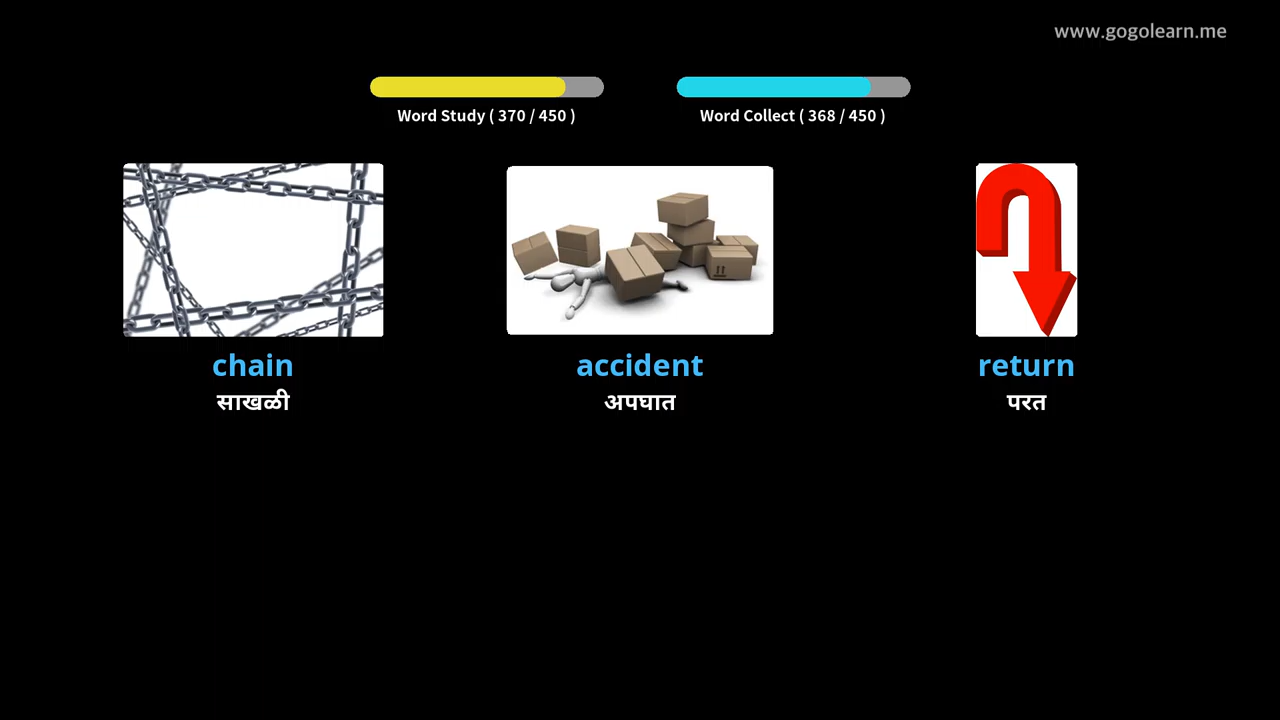 www.gogolearn.me
Word Study ( 370 / 450 )
Word Collect ( 368 / 450 )
chain
साखळी
accident
अपघात
return
परत